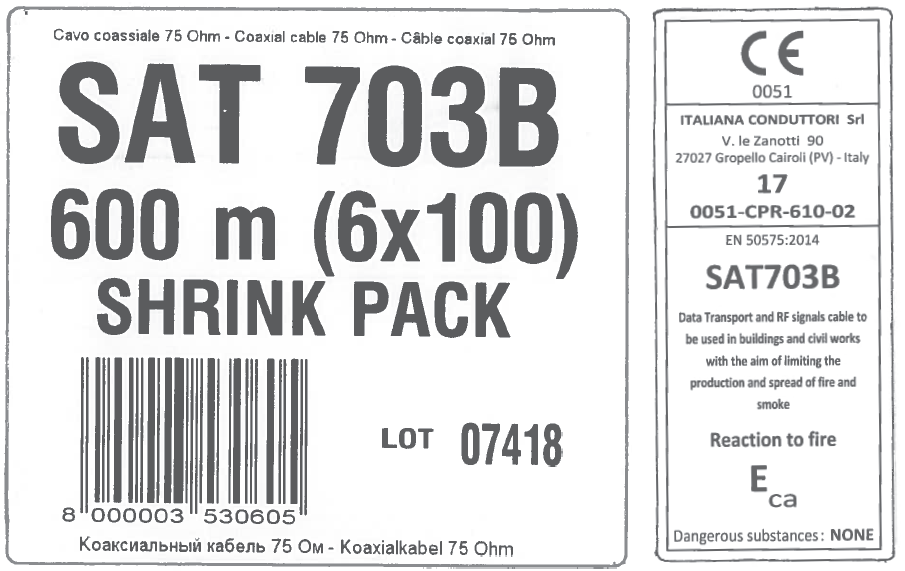 Cavo coassiale 75 Ohm - Coaxial cable 75 Ohm - Câble coaxial 75 Ohm
SAT 703B
600 m (6x100)
SHRINK PACK
LOT 07418
8 000003 530605
Коаксиальный кабель 75 Ом - Koaxialkabel 75 Ohm
CE
0051
ITALIANA CONDUTTORI Srl
V. le Zanotti 90
27027 Gropello Cairoli (PV) - Italy
17
0051-CPR-610-02
EN 50575:2014
SAT703B
Data Transport and RF signals cable to
be used in buildings and civil works
with the aim of limiting the
production and spread of fire and
smoke
Reaction to fire
Eca
Dangerous substances: NONE